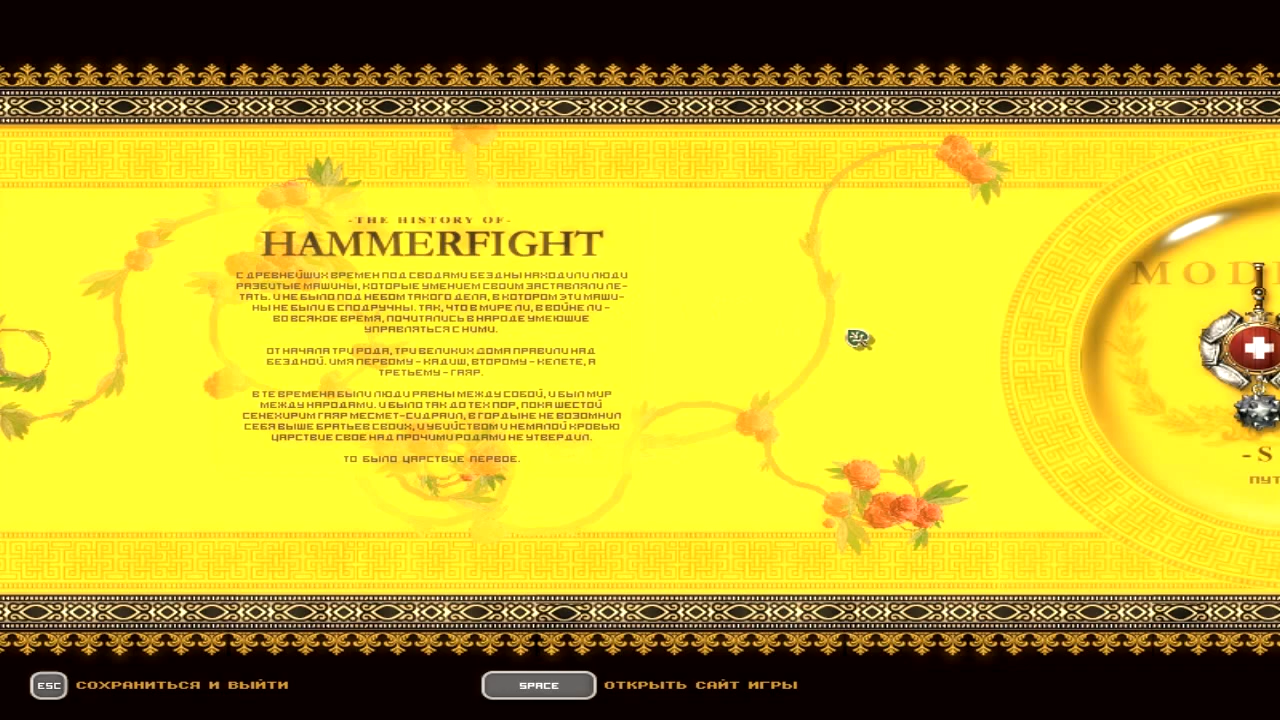 -THE HISTORY OF-
HAMMERFIGHT
С ДРЕВНЕЙШИХ ВРЕМЕН ПОД СВОДАМИ БЕЗДНЫ НАХОДИЛИ ЛЮДИ
РАЗБИТЫЕ МАШИНЫ, КОТОРЫЕ УМЕНИЕМ СВОИМ ЗАСТАВЛЯЛИ ЛЕ-
ТАТЬ. И НЕ БЫЛО ПОД НЕБОМ ТАКОГО ДЕЛА, В КОТОРОМ ЭТИ МАШИ-
НЫ НЕ БЫЛИ Б СПОДРУЧНЫ. ТАК, ЧТО В МИРЕ ЛИ, В ВОЙНЕ ЛИ -
ВО ВСЯКОЕ ВРЕМЯ, ПОЧИТАЛИСЬ В НАРОДЕ УМЕЮЩИЕ
УПРАВЛЯТЬСЯ С НИМИ.
ОТ НАЧАЛА ТРИ РОДА, ТРИ ВЕЛИКИХ ДОМА ПРАВИЛИ НАД
БЕЗДНОЙ. ИМЯ ПЕРВОМУ - КАДИШ, ВТОРОМУ - КЕЛЕТЕ, А
ТРЕТЬЕМУ - ГАЯР.
В ТЕ ВРЕМЕНА БЫЛИ ЛЮДИ РАВНЫ МЕЖДУ СОБОЙ, И БЫЛ МИР
МЕЖДУ НАРОДАМИ. И БЫЛО ТАК ДО ТЕХ ПОР, ПОКА ШЕСТОЙ
СЕНЕХИРИМ ГАЯР МЕСМЕТ-СИДРАИЛ, В ГОРДЫНЕ НЕ ВОЗОМНИЛ
СЕБЯ ВЫШЕ БРАТЬЕВ СВОИХ, И УБИЙСТВОМ И НЕМАЛОЙ КРОВЬЮ
ЦАРСТВИЕ СВОЕ НАД ПРОЧИМИ РОДАМИ НЕ УТВЕРДИЛ.
ТО БЫЛО ЦАРСТВИЕ ПЕРВОЕ.
ESC СОХРАНИТЬСЯ И ВЫЙТИ
SPACE ОТКРЫТЬ САЙТ ИГРЫ